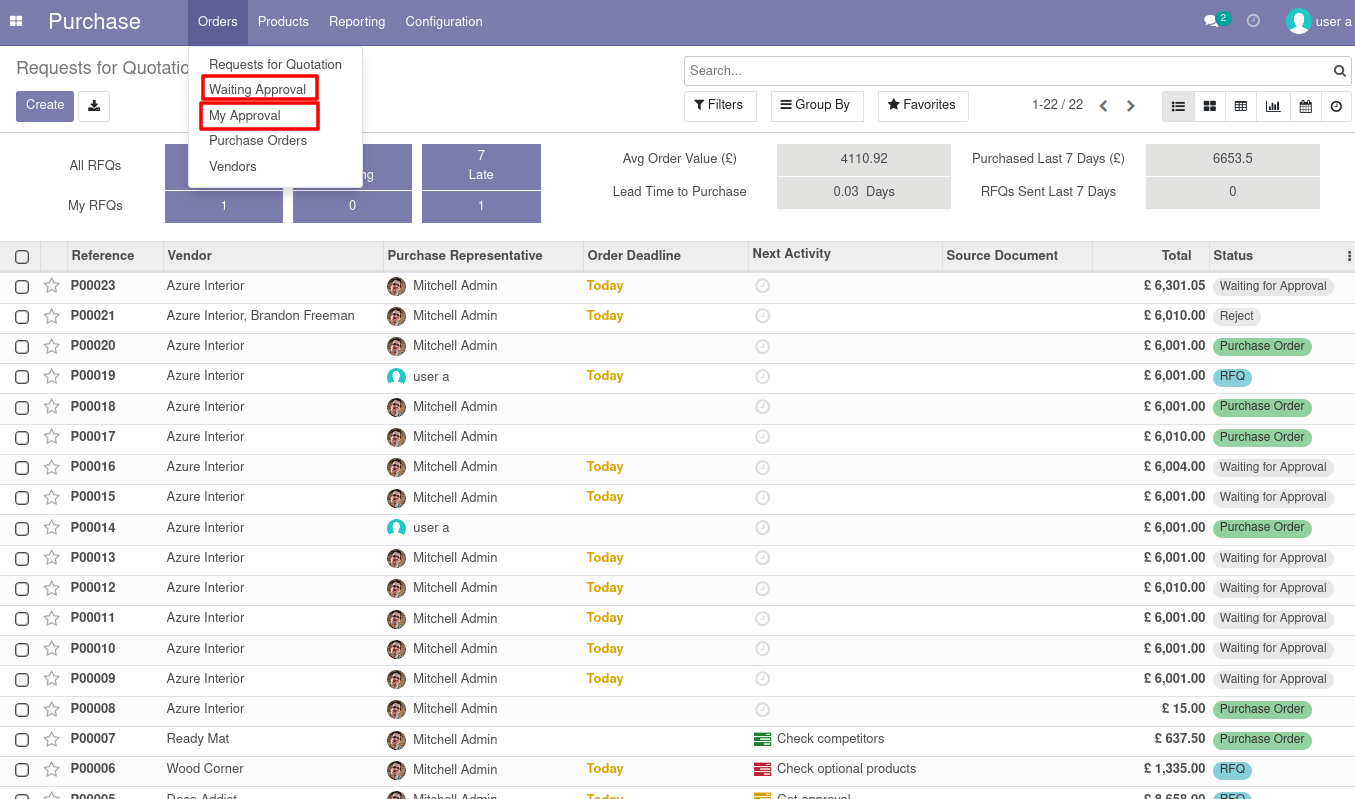 Purchase Orders Products Reporting Configuration 2 user a
Requests for Quotation
Waiting Approval
My Approval
Purchase Orders
Vendors
Requests for Quotatio
Search...
Create
Filters Group By Favorites 1-22 / 22
All RFQs ng 7 Late
My RFQs 1 0 1
Avg Order Value (£) 4110.92 Purchased Last 7 Days (£) 6653.5
Lead Time to Purchase 0.03 Days RFQs Sent Last 7 Days 0
Reference Vendor Purchase Representative Order Deadline Next Activity Source Document Total Status
P00023 Azure Interior Mitchell Admin Today £ 6,301.05 Waiting for Approval
P00021 Azure Interior, Brandon Freeman Mitchell Admin Today £ 6,010.00 Reject
P00020 Azure Interior Mitchell Admin £ 6,001.00 Purchase Order
P00019 Azure Interior user a Today £ 6,001.00 RFQ
P00018 Azure Interior Mitchell Admin £ 6,001.00 Purchase Order
P00017 Azure Interior Mitchell Admin £ 6,010.00 Purchase Order
P00016 Azure Interior Mitchell Admin Today £ 6,004.00 Waiting for Approval
P00015 Azure Interior Mitchell Admin Today £ 6,001.00 Waiting for Approval
P00014 Azure Interior user a £ 6,001.00 Purchase Order
P00013 Azure Interior Mitchell Admin Today £ 6,001.00 Waiting for Approval
P00012 Azure Interior Mitchell Admin Today £ 6,010.00 Waiting for Approval
P00011 Azure Interior Mitchell Admin Today £ 6,001.00 Waiting for Approval
P00010 Azure Interior Mitchell Admin Today £ 6,001.00 Waiting for Approval
P00009 Azure Interior Mitchell Admin Today £ 6,001.00 Waiting for Approval
P00008 Azure Interior Mitchell Admin £ 15.00 Purchase Order
P00007 Ready Mat Mitchell Admin Check competitors £ 637.50 Purchase Order
P00006 Wood Corner Mitchell Admin Today Check optional products £ 1,335.00 RFQ
P00005 Deco Addict Mitchell Admin Today Get approval £ 8,658.00 RFQ